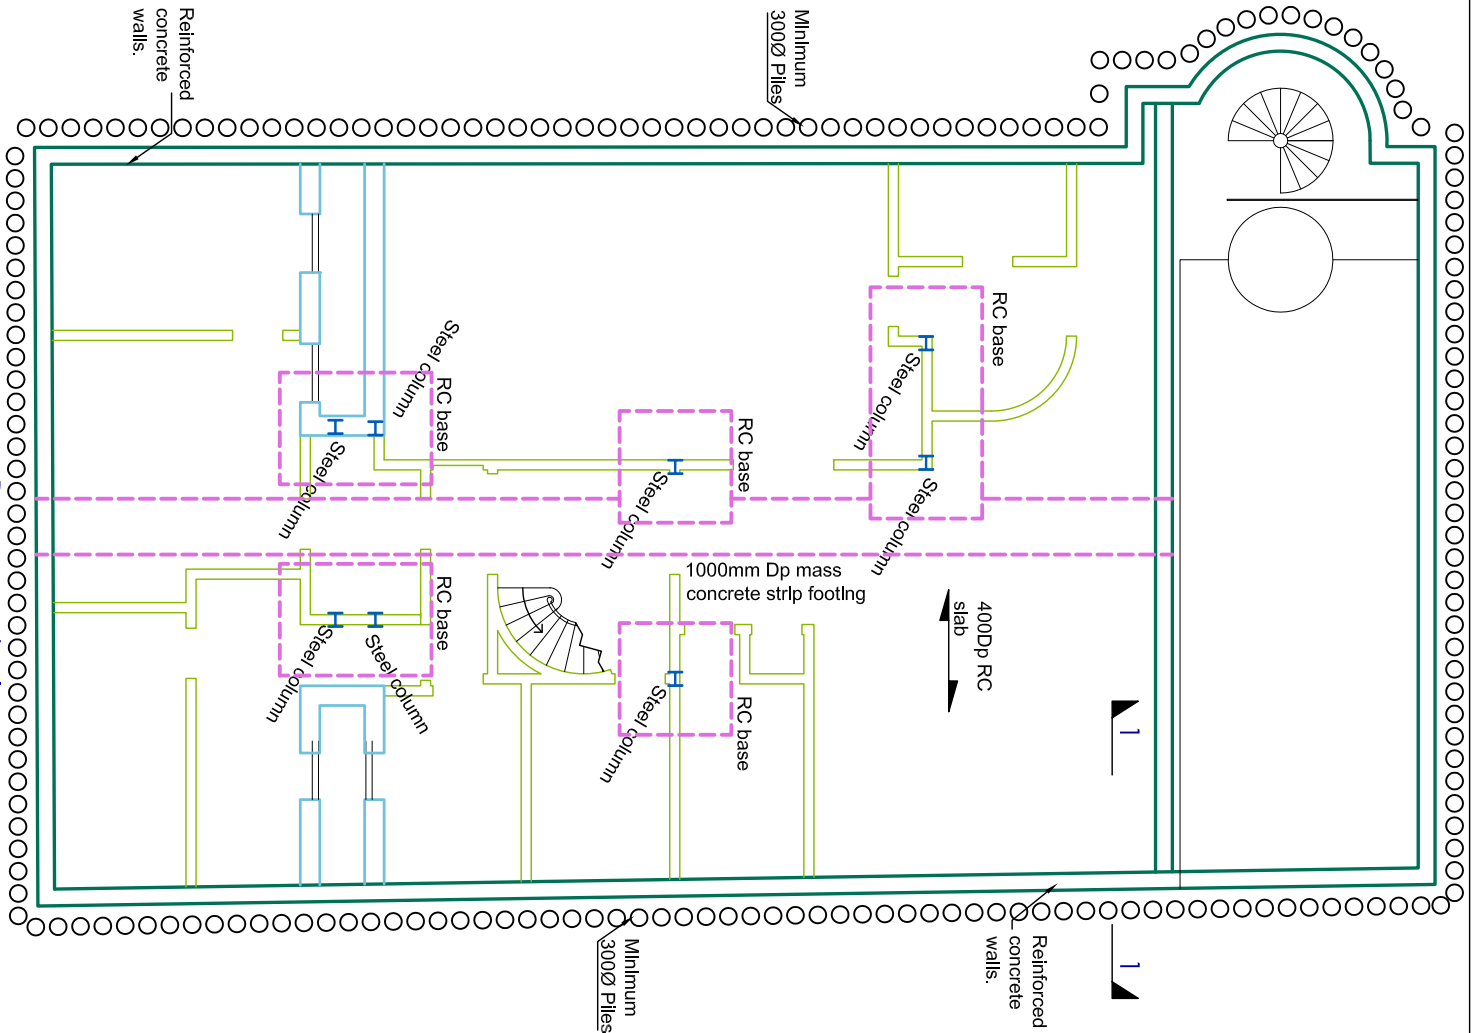 Reinforced
concrete
walls.
Minimum
300Ø Piles
RC base
Steel column
Steel column
RC base
Steel column
Steel column
RC base
Steel column
RC base
Steel column
1000mm Dp mass
concrete strip footing
400Dp RC
slab
RC base
Steel column
Steel column
RC base
Steel column
1
1
Minimum
300Ø Piles
Reinforced
concrete
walls.